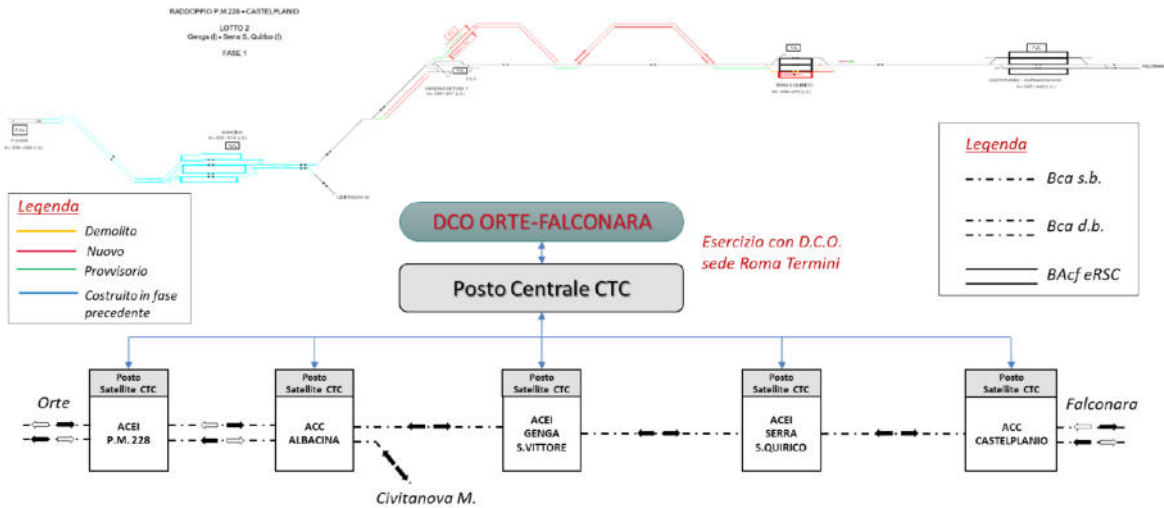 RADDOPPIO P.M.228 - CASTELPLANIO
LOTTO 2
Genga (I) - Serra S. Quirico (I)
FASE 1
ALBACINA
SERRA S. QUIRICO
Legenda
Demolito
Nuovo
Provvisorio
Costruito in fase
precedente
DCO ORTE-FALCONARA
Posto Centrale CTC
Esercizio con D.C.O.
sede Roma Termini
Legenda
Bca s.b.
Bca d.b.
BAcf eRSC
Orte
Posto
Satellite CTC
ACEI
P.M. 228
Posto
Satellite CTC
ACC
ALBACINA
Civitanova M.
Posto
Satellite CTC
ACEI
GENGA
S.VITTORE
Posto
Satellite CTC
ACEI
SERRA
S.QUIRICO
Posto
Satellite CTC
ACC
CASTELPLANIO
Falconara